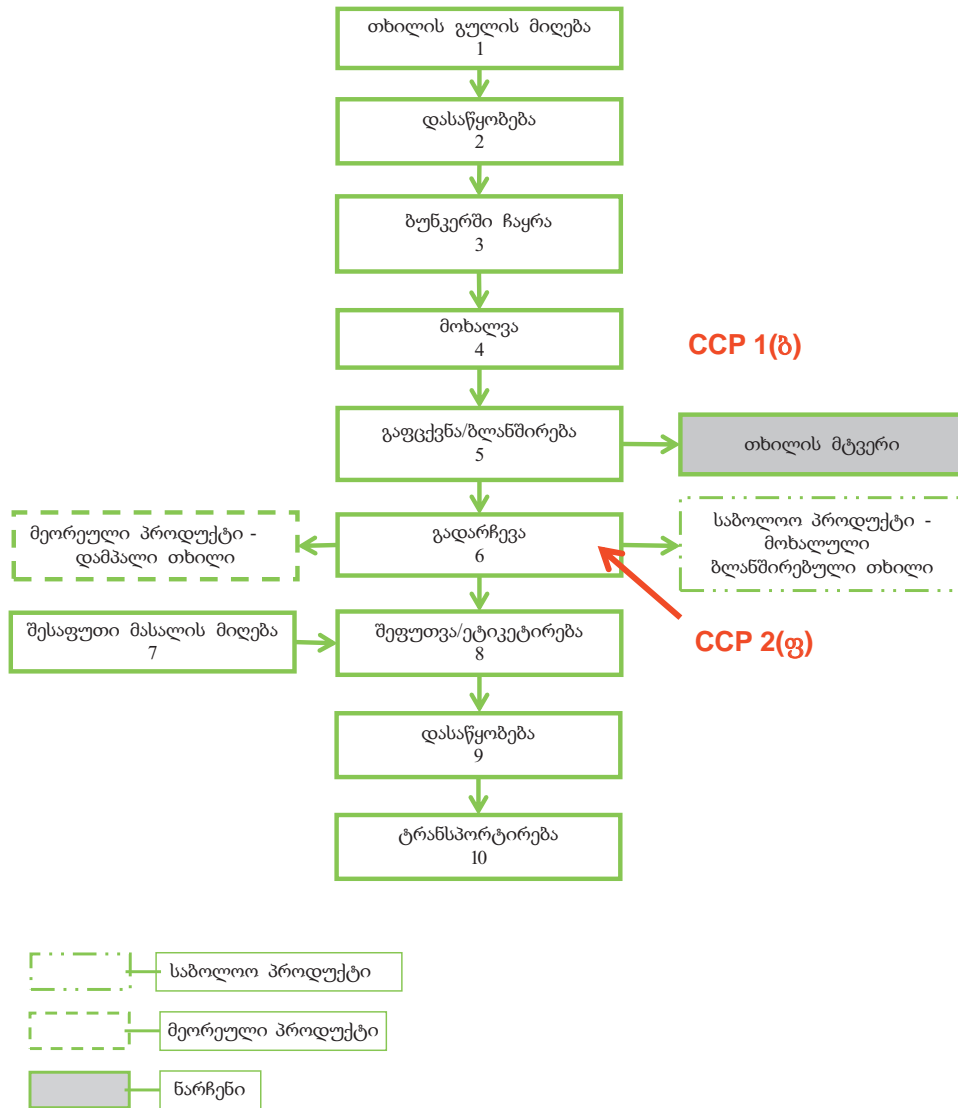 თხილის გულის მიღება
1
დასაწყობება
2
ბუნკერში ჩაყრა
3
მოხალვა
4
CCP 1(ბ)
გაფცქვნა/ბლანშირება
5
თხილის მტვერი
მეორეული პროდუქტი -
დამპალი თხილი
გადარჩევა
6
საბოლოო პროდუქტი -
მოხალული
ბლანშირებული თხილი
შესაფუთი მასალის მიღება
7
შეფუთვა/ეტიკეტირება
8
CCP 2(ფ)
დასაწყობება
9
ტრანსპორტირება
10
საბოლოო პროდუქტი
მეორეული პროდუქტი
ნარჩენი